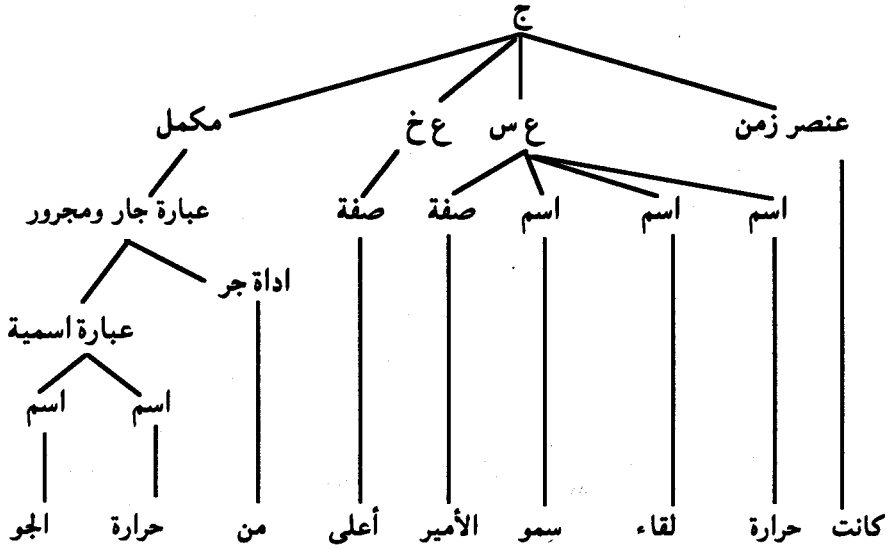 ج
عنصر زمن ع س ع خ مكمل
اسم اسم اسم صفة صفة عبارة جار ومجرور
اداة جر
عبارة اسمية
اسم اسم
كانت حرارة لقاء سمو الأمير أعلى من حرارة الجو